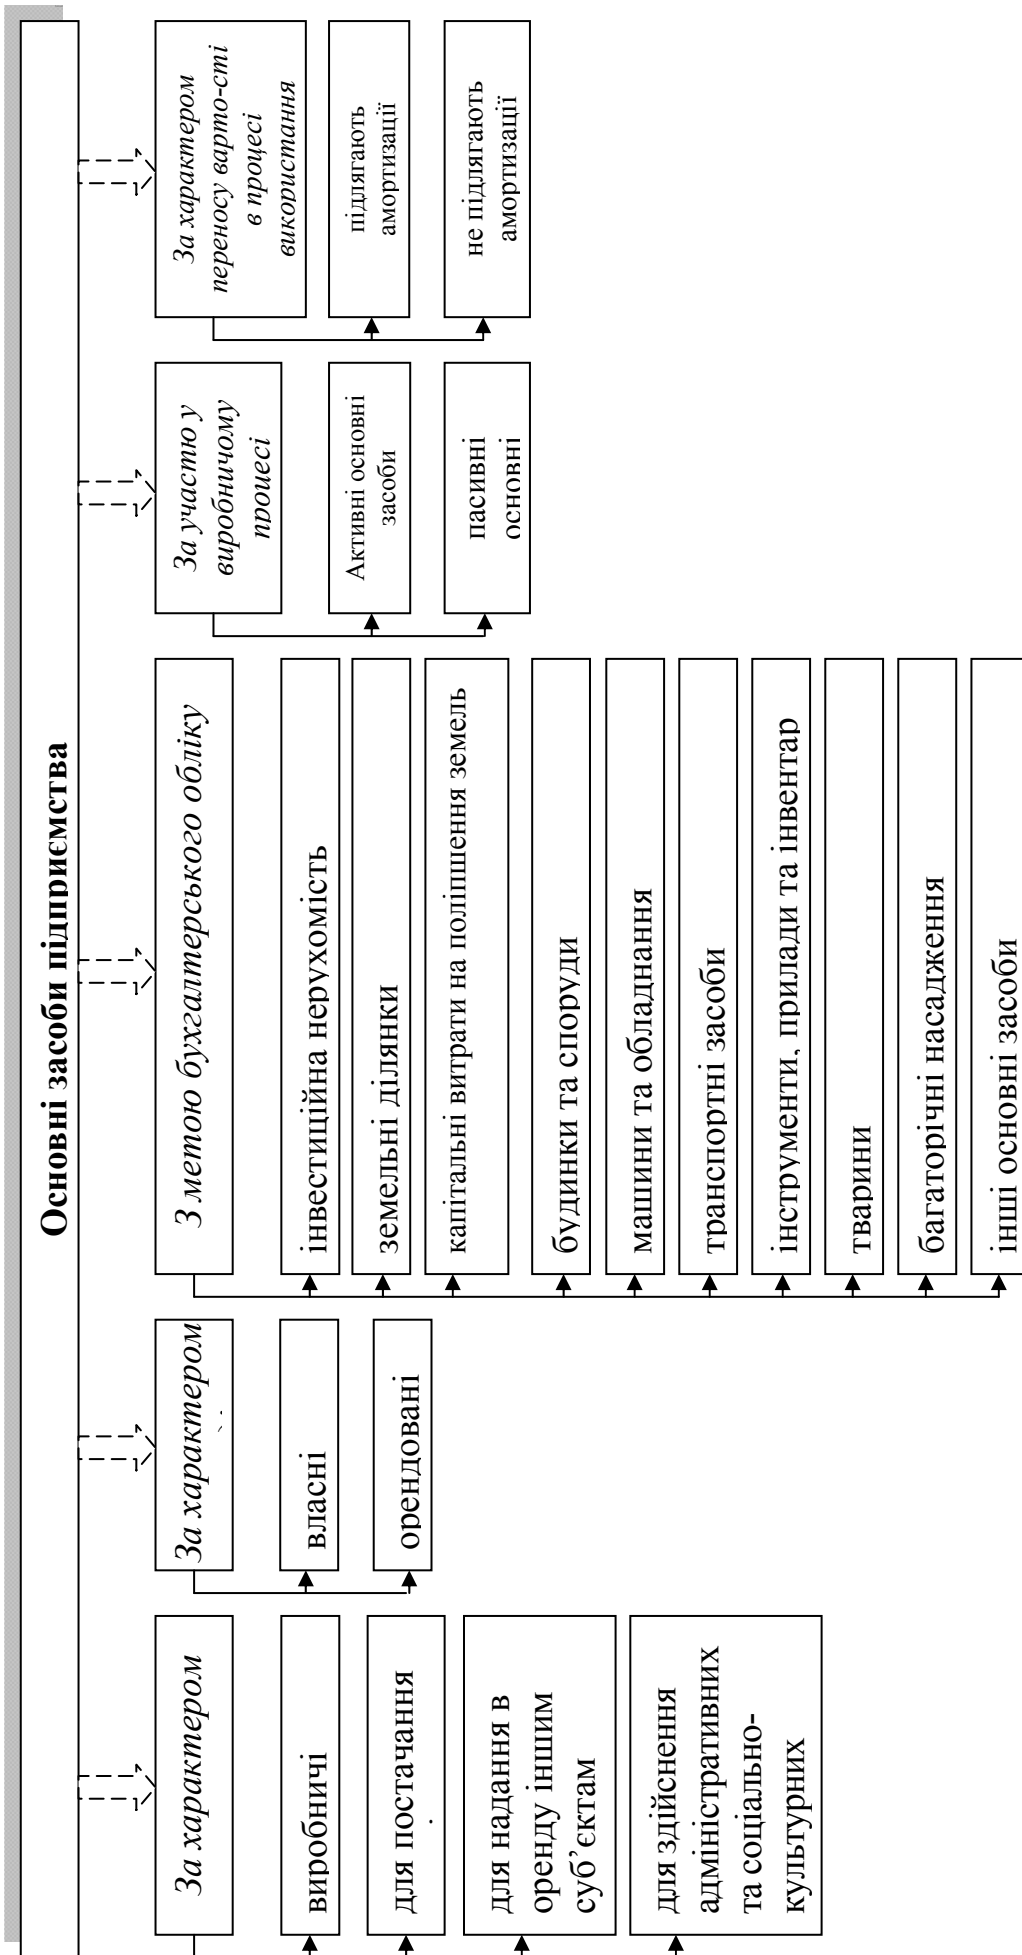 Основні засоби підприємства
За характером
виробничі
для постачання
для надання в
оренду іншим
суб’єктам
для здійснення
адміністративних
та соціально-
культурних
За характером
власні
орендовані
З метою бухгалтерського обліку
інвестиційна нерухомість
земельні ділянки
капітальні витрати на поліпшення земель
будинки та споруди
машини та обладнання
транспортні засоби
інструменти, прилади та інвентар
тварини
багаторічні насадження
інші основні засоби
За участю у
виробничому
процесі
Активні основні
засоби
пасивні
основні
За характером
переносу варто-сті
в процесі
використання
підлягають
амортизації
не підлягають
амортизації